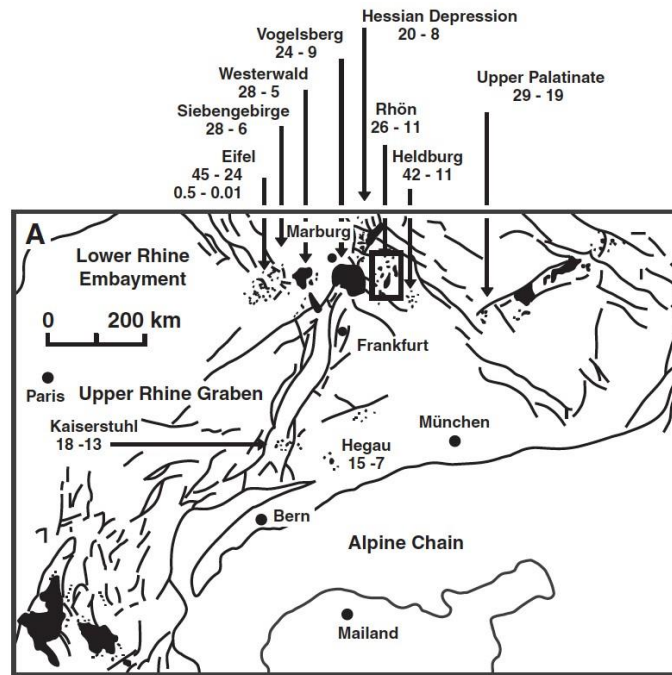 Hessian Depression
20 - 8
Vogelsberg
24 - 9
Westerwald
28 - 5
Upper Palatinate
29 - 19
Siebengebirge
28 - 6
Rhön
26 - 11
Eifel
45 - 24
0.5 - 0.01
Heldburg
42 - 11
A
Marburg
Lower Rhine
Embayment
0 200 km
Frankfurt
Paris
Upper Rhine Graben
Kaiserstuhl
18 -13
München
Hegau
15 -7
Bern
Alpine Chain
Mailand